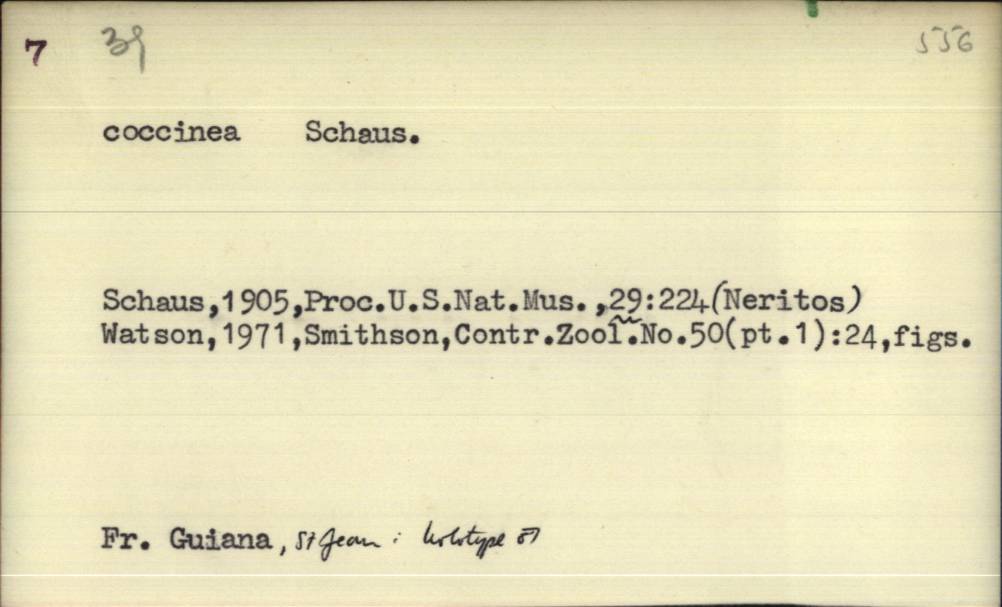 7 39 556
coccinea Schaus.
Schaus,1905,Proc.U.S.Nat.Mus.,29:224(Neritos)
Watson,1971,Smithson,Contr.Zool.No.50(pt.1):24,figs.
Fr. Guiana, St Jean : holotype ♂